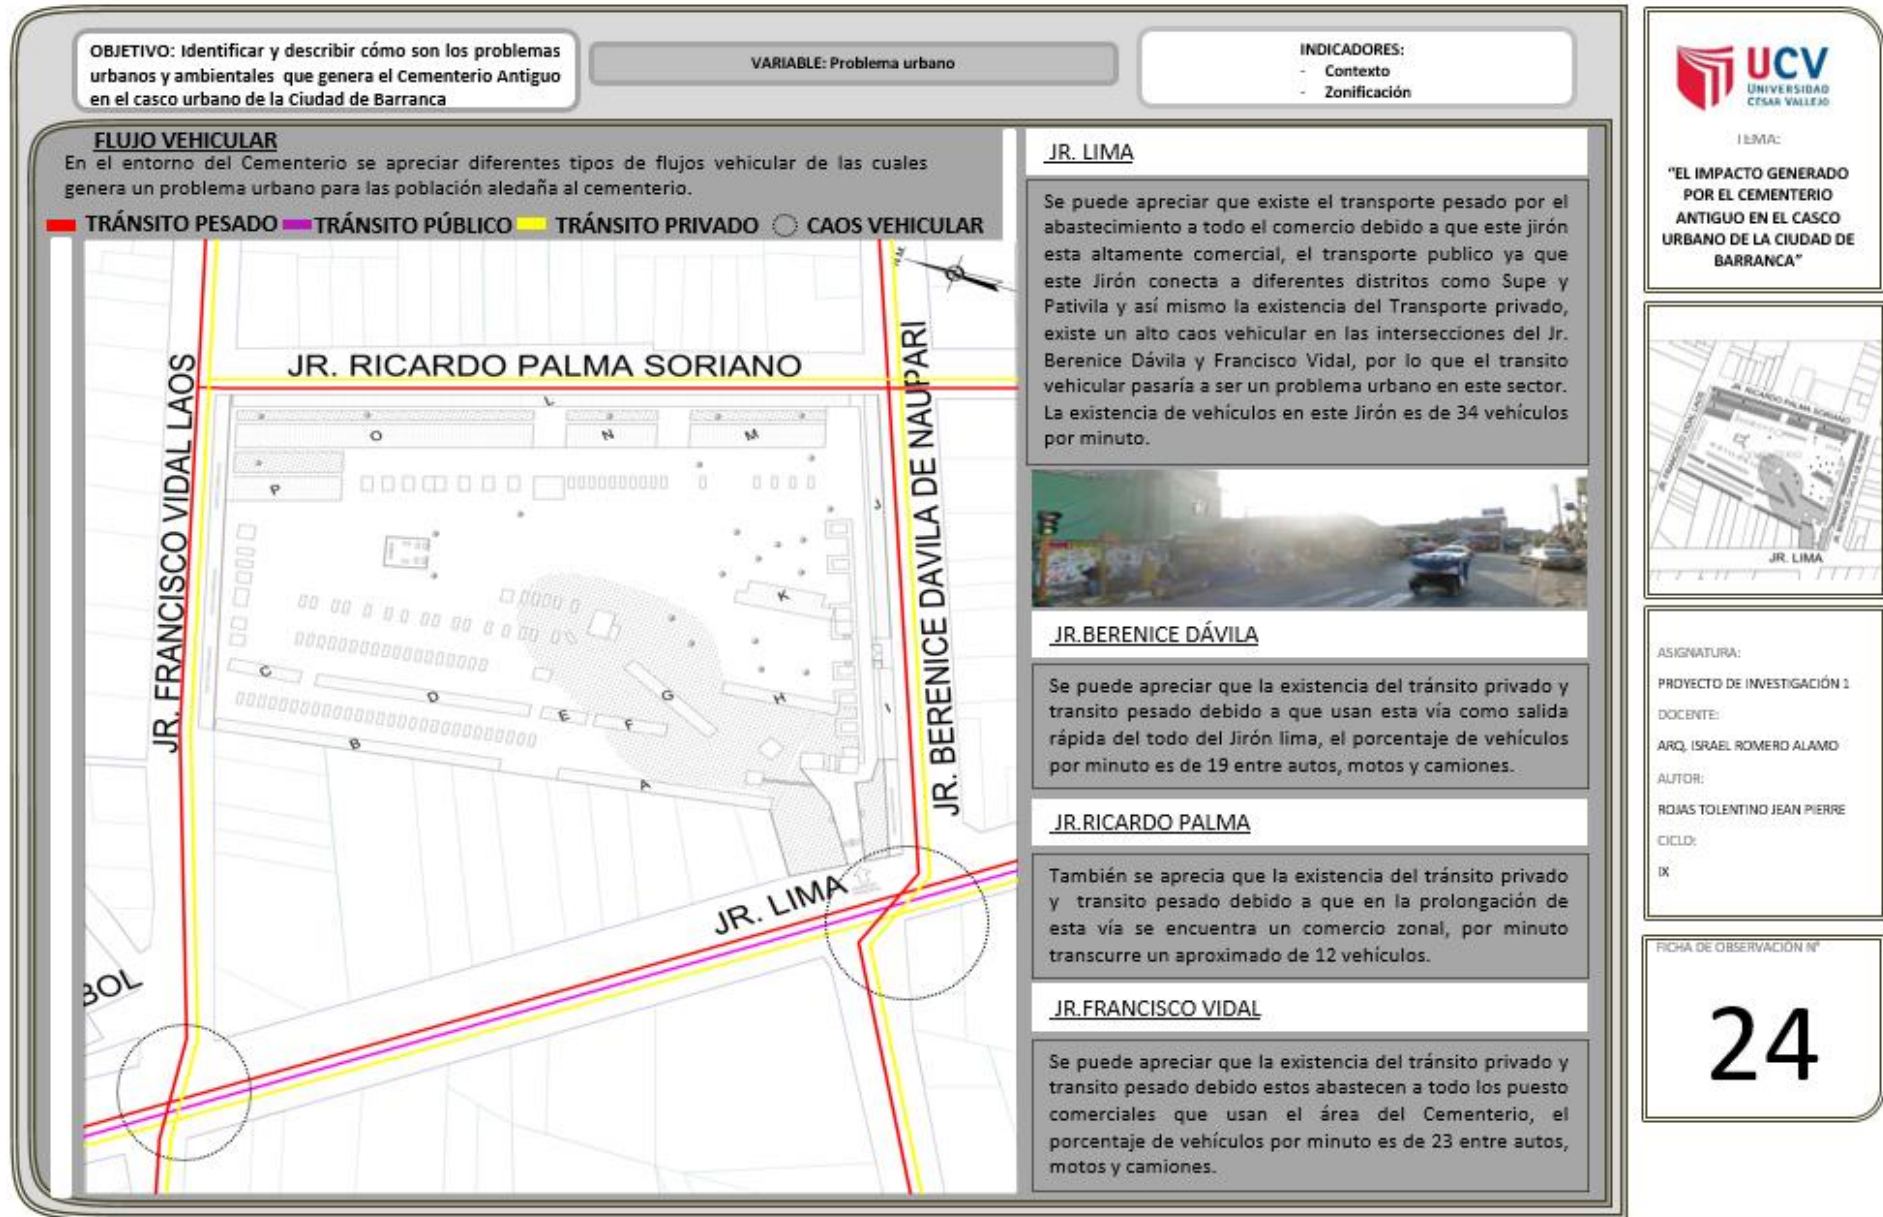 OBJETIVO: Identificar y describir cómo son los problemas
urbanos y ambientales que genera el Cementerio Antiguo
en el casco urbano de la Ciudad de Barranca
VARIABLE: Problema urbano
INDICADORES:
- Contexto
- Zonificación
FLUJO VEHICULAR
En el entorno del Cementerio se apreciar diferentes tipos de flujos vehicular de las cuales
genera un problema urbano para las población aledaña al cementerio.
TRÁNSITO PESADO TRÁNSITO PÚBLICO TRÁNSITO PRIVADO CAOS VEHICULAR
JR. RICARDO PALMA SORIANO
JR. FRANCISCO VIDAL LAOS
JR. BERENICE DAVILA DE NAUPARI
L
O
N
M
P
J
K
C
D
E
F
G
H
I
B
A
JR. LIMA
BOL
JR. LIMA
Se puede apreciar que existe el transporte pesado por el
abastecimiento a todo el comercio debido a que este jirón
esta altamente comercial, el transporte publico ya que
este Jirón conecta a diferentes distritos como Supe y
Pativila y así mismo la existencia del Transporte privado,
existe un alto caos vehicular en las intersecciones del Jr.
Berenice Dávila y Francisco Vidal, por lo que el transito
vehicular pasaría a ser un problema urbano en este sector.
La existencia de vehículos en este Jirón es de 34 vehículos
por minuto.
JR.BERENICE DÁVILA
Se puede apreciar que la existencia del tránsito privado y
transito pesado debido a que usan esta vía como salida
rápida del todo del Jirón lima, el porcentaje de vehículos
por minuto es de 19 entre autos, motos y camiones.
JR.RICARDO PALMA
También se aprecia que la existencia del tránsito privado
y transito pesado debido a que en la prolongación de
esta vía se encuentra un comercio zonal, por minuto
transcurre un aproximado de 12 vehículos.
JR.FRANCISCO VIDAL
Se puede apreciar que la existencia del tránsito privado y
transito pesado debido estos abastecen a todo los puesto
comerciales que usan el área del Cementerio, el
porcentaje de vehículos por minuto es de 23 entre autos,
motos y camiones.
UCV
UNIVERSIDAD
CÉSAR VALLEJO
TEMA:
"EL IMPACTO GENERADO
POR EL CEMENTERIO
ANTIGUO EN EL CASCO
URBANO DE LA CIUDAD DE
BARRANCA"
JR. RICARDO PALMA SORIANO
JR. FRANCISCO VIDAL LAOS
JR. BERENICE DAVILA DE NAUPARI
JR. LIMA
ASIGNATURA:
PROYECTO DE INVESTIGACIÓN 1
DOCENTE:
ARQ. ISRAEL ROMERO ALAMO
AUTOR:
ROJAS TOLENTINO JEAN PIERRE
CICLO:
IX
FICHA DE OBSERVACIÓN N°
24